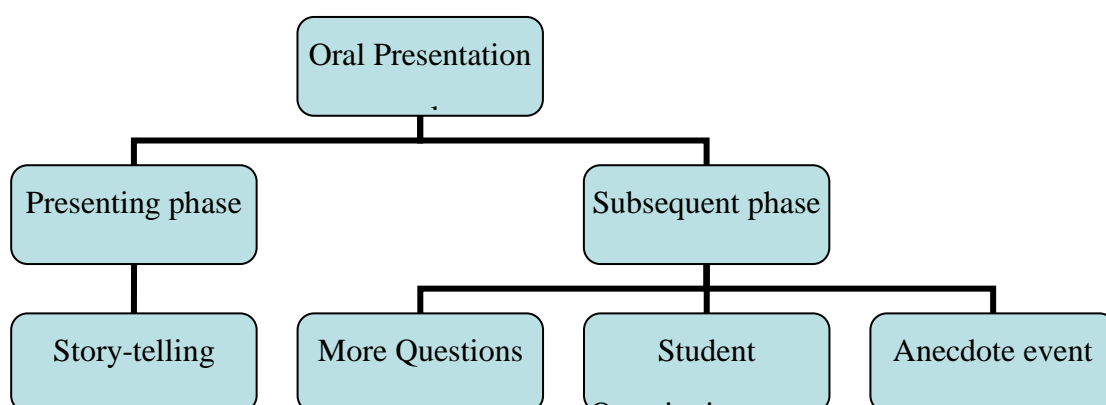 Oral Presentation
Presenting phase
Subsequent phase
Story-telling
More Questions
Student
Anecdote event